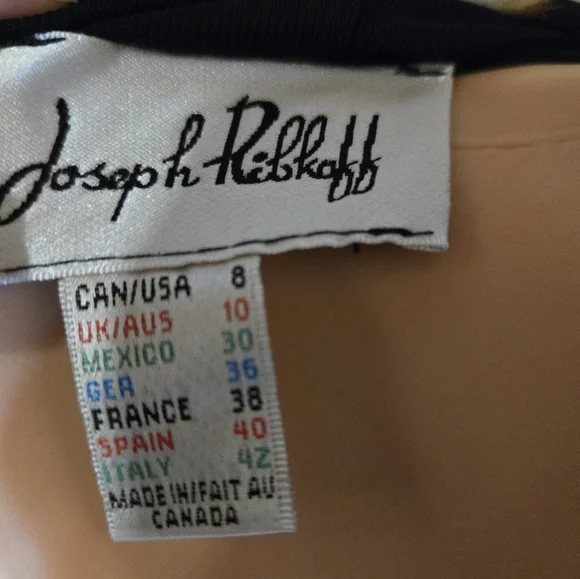 Joseph Ribkoff
CAN/USA 8
UK/AUS 10
MEXICO 30
GER 36
FRANCE 38
SPAIN 40
ITALY 42
MADE IN/FAIT AU
CANADA